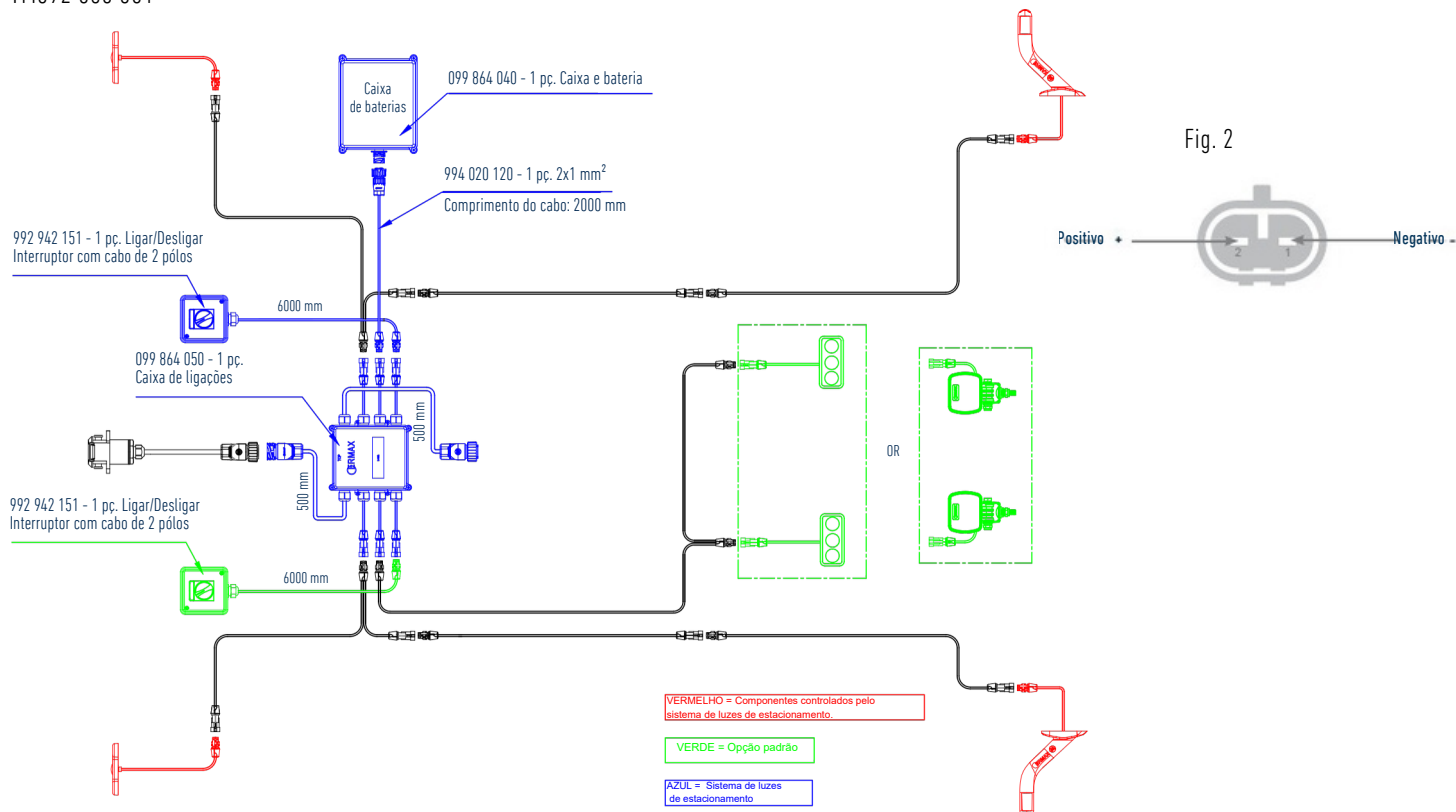 Caixa
de baterias
099 864 040 - 1 pç. Caixa e bateria
994 020 120 - 1 pç. 2x1 mm²
Comprimento do cabo: 2000 mm
Fig. 2
Positivo +
Negativo -
2
1
992 942 151 - 1 pç. Ligar/Desligar
Interruptor com cabo de 2 pólos
6000 mm
099 864 050 - 1 pç.
Caixa de ligações
500 mm
TOP
ERMAX
500 mm
OR
992 942 151 - 1 pç. Ligar/Desligar
Interruptor com cabo de 2 pólos
6000 mm
VERMELHO = Componentes controlados pelo
sistema de luzes de estacionamento.
VERDE = Opção padrão
AZUL = Sistema de luzes
de estacionamento